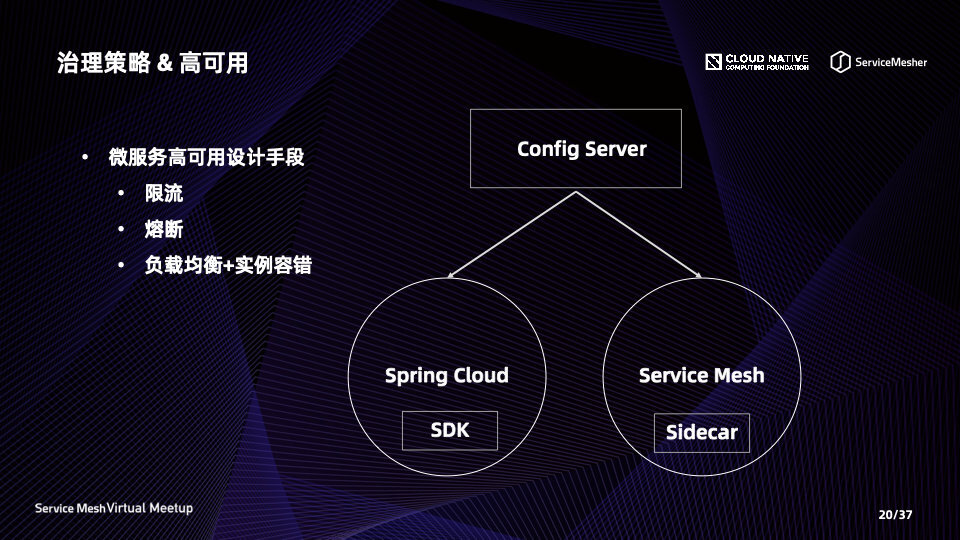 治理策略 & 高可用
CLOUD NATIVE
COMPUTING FOUNDATION
ServiceMesher
• 微服务高可用设计手段
• 限流
• 熔断
• 负载均衡+实例容错
Config Server
Spring Cloud
SDK
Service Mesh
Sidecar
Service Mesh Virtual Meetup
20/37